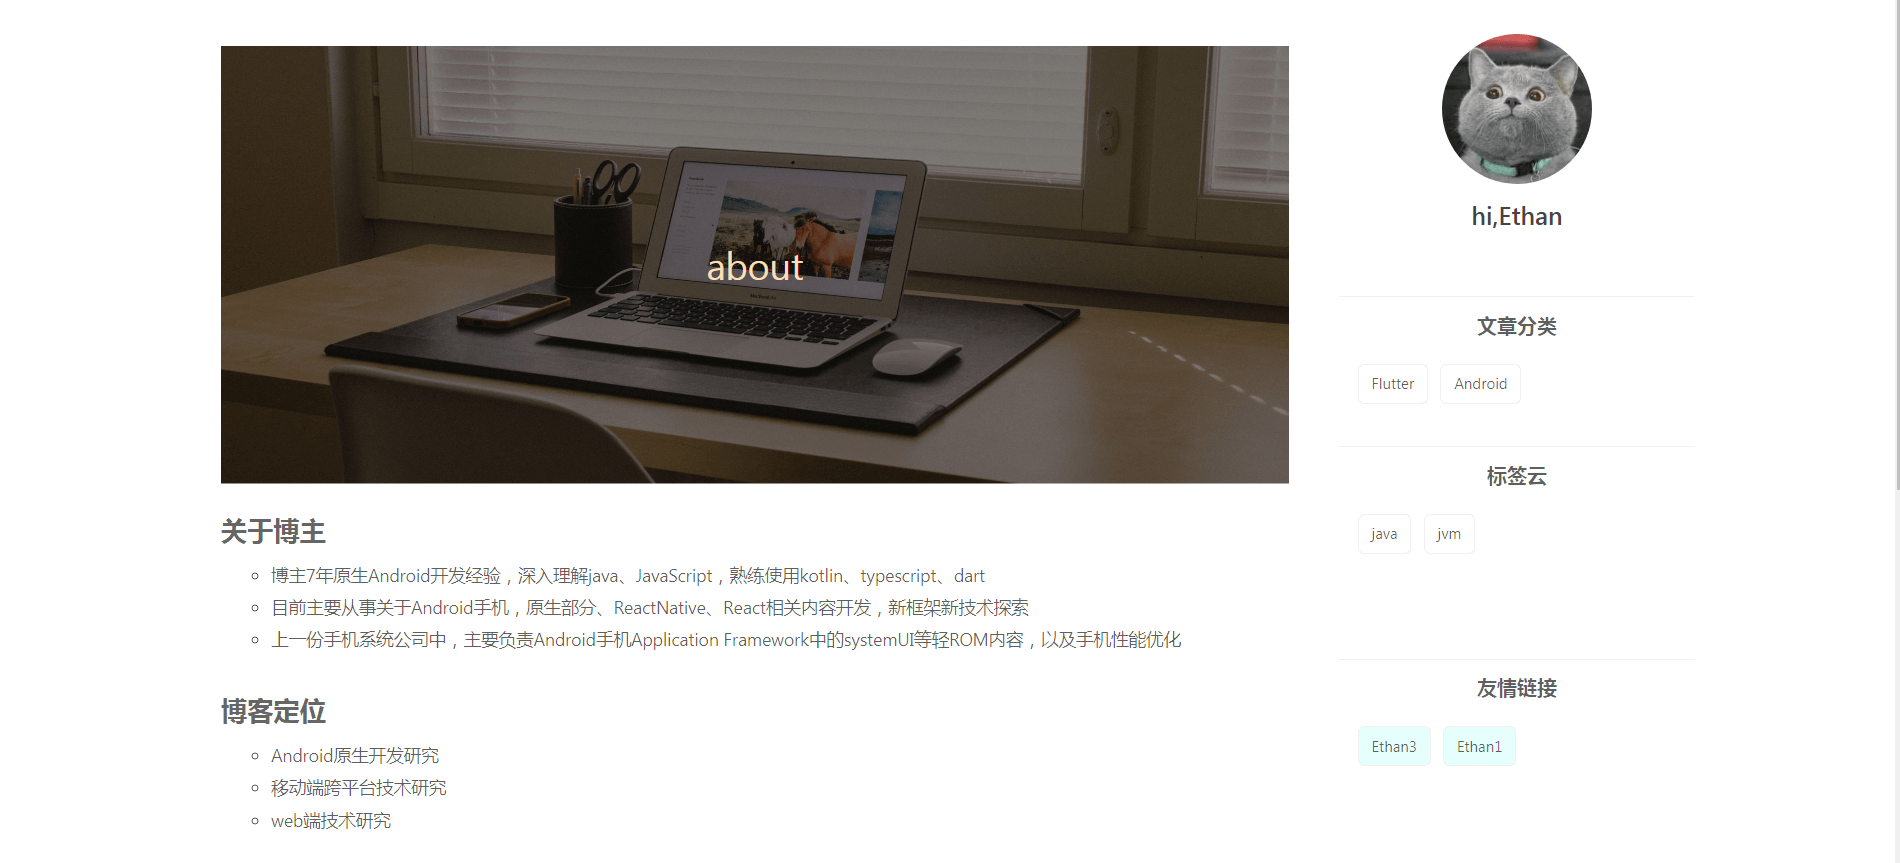 about
关于博主
博主7年原生Android开发经验，深入理解java、JavaScript，熟练使用kotlin、typescript、dart
目前主要从事关于Android手机，原生部分、ReactNative、React相关内容开发，新框架新技术探索
上一份手机系统公司中，主要负责Android手机Application Framework中的systemUI等轻ROM内容，以及手机性能优化
博客定位
Android原生开发研究
移动端跨平台技术研究
web端技术研究
hi,Ethan
文章分类
Flutter Android
标签云
java jvm
友情链接
Ethan3 Ethan1